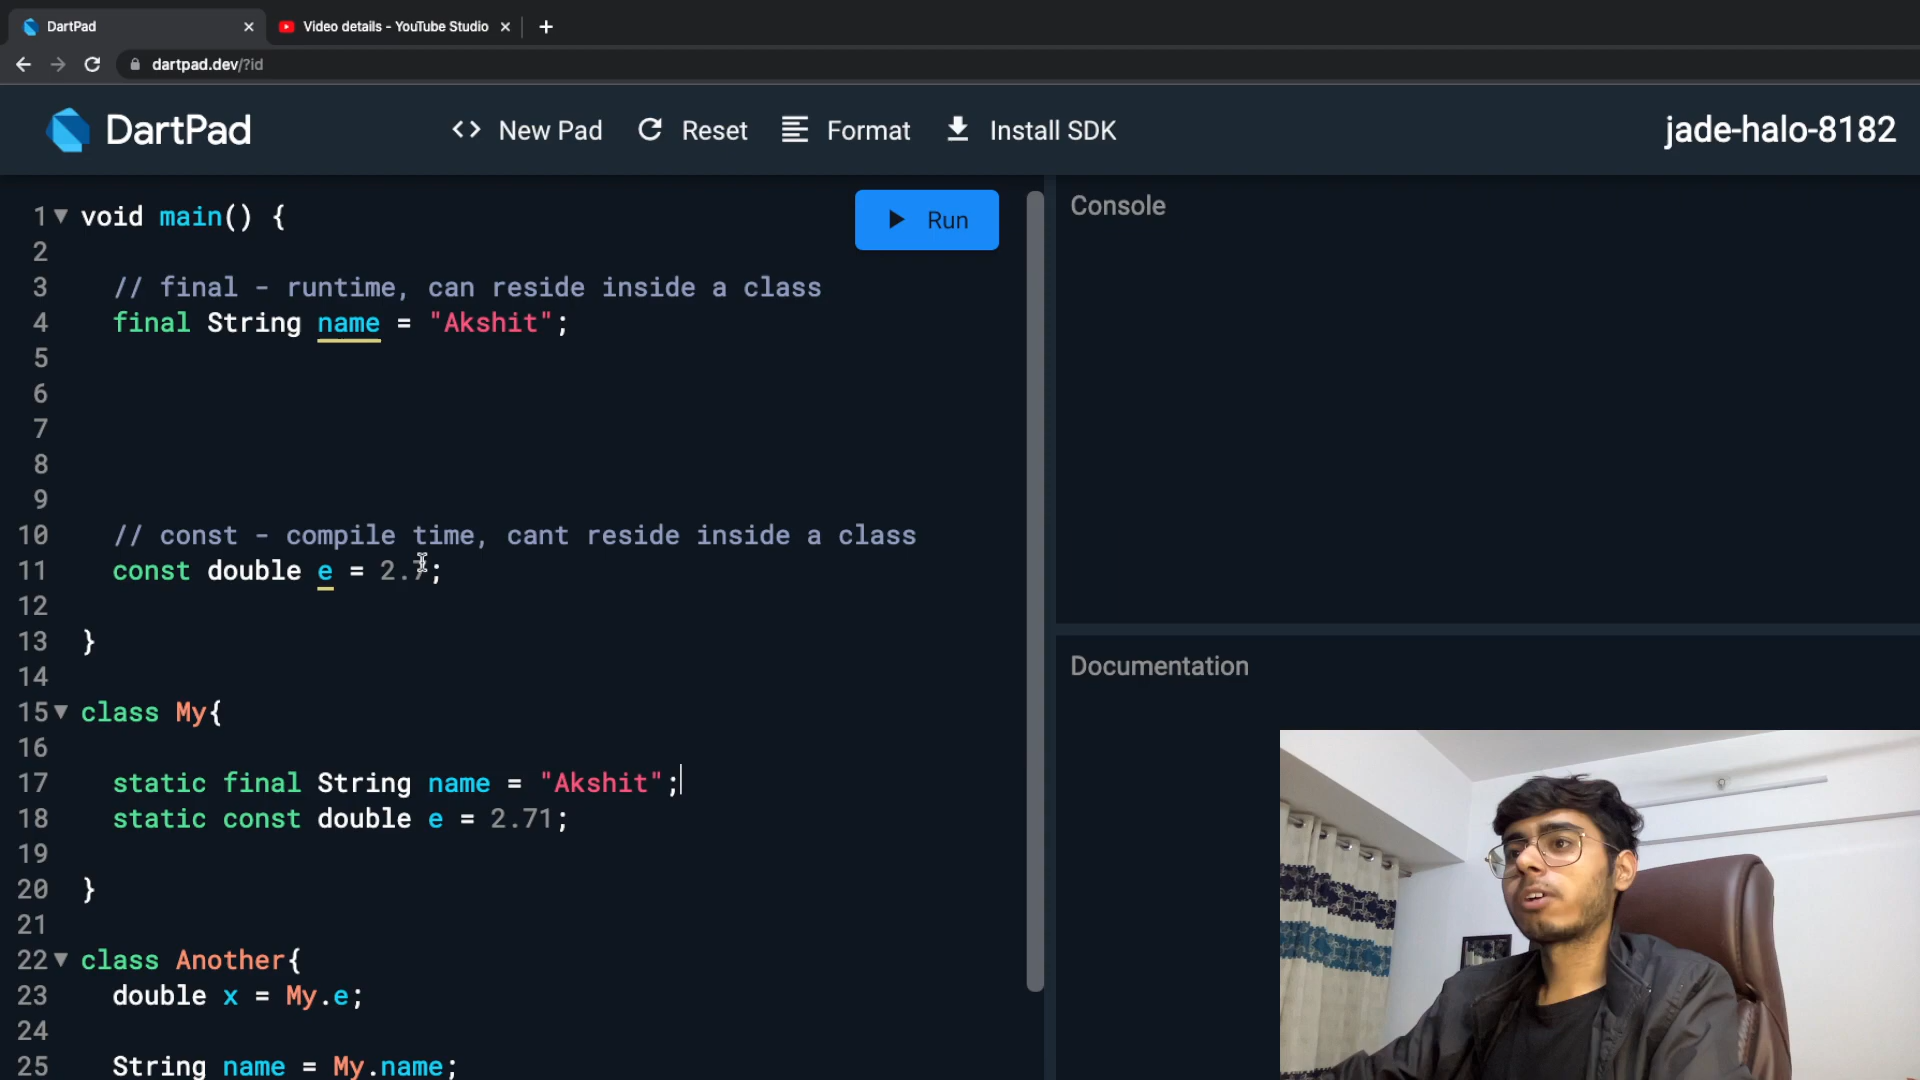 DartPad
Video details - YouTube Studio
dartpad.dev/?id
DartPad
New Pad
Reset
Format
Install SDK
jade-halo-8182
Run
Console
Documentation
1 void main() {
2
3 // final - runtime, can reside inside a class
4 final String name = "Akshit";
5
6
7
8
9
10 // const - compile time, cant reside inside a class
11 const double e = 2.7;
12
13 }
14
15 class My{
16
17 static final String name = "Akshit";
18 static const double e = 2.71;
19
20 }
21
22 class Another{
23 double x = My.e;
24
25 String name = My.name;